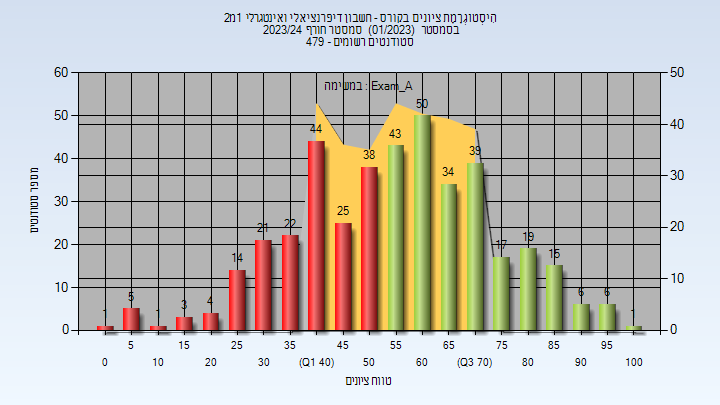 הִיסְטוֹגְרָמַת ציונים בקורס - חשבון דיפרנציאלי ואינטגרלי 1מ2
בסמסטר (01/2023) סמסטר חורף 2023/24
סטודנטים רשומים - 479
במשימה : Exam_A
מספר סטודנטים
60 50 40 30 20 10 0
50 40 30 20 10 0
1 5 1 3 4 14 21 22 44 25 38 43 50 34 39 17 19 15 6 6 1
5 15 25 35 45 55 65 75 85 95
0 10 20 30 (Q1 40) 50 60 (Q3 70) 80 90 100
טווח ציונים